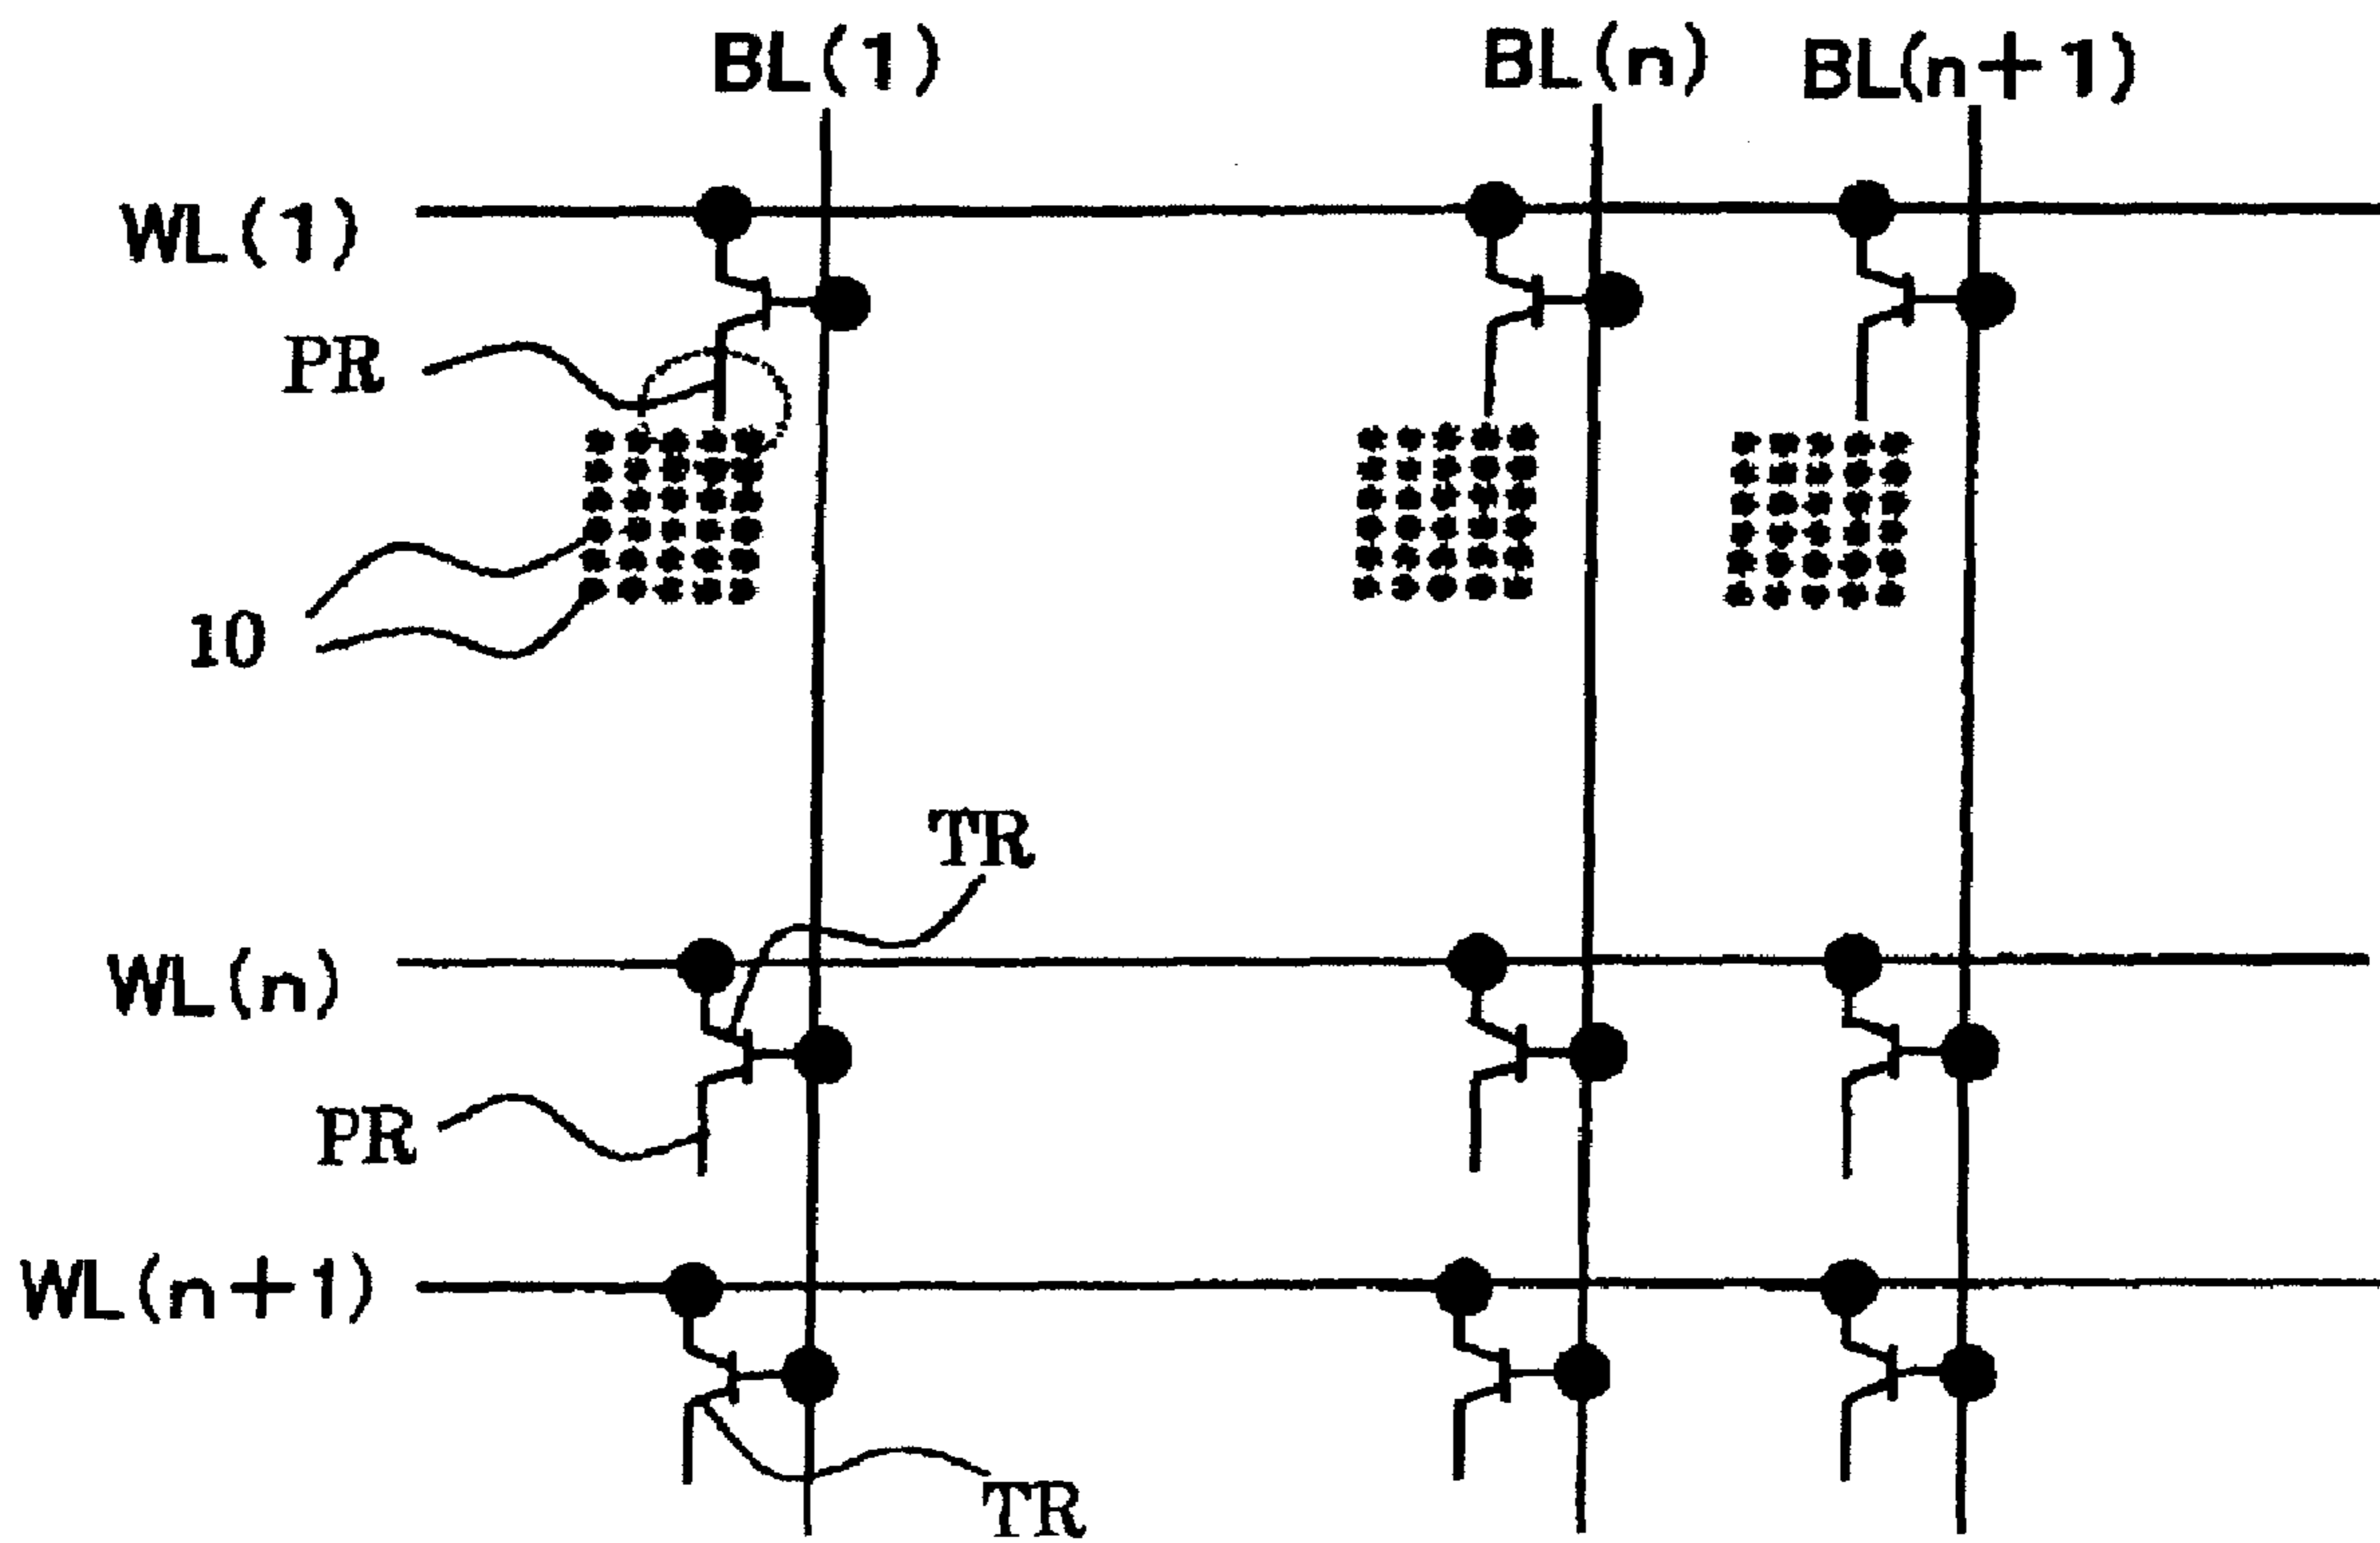 BL(1)
BL(n)
BL(n+1)
WL(1)
PR
10
TR
WL(n)
PR
WL(n+1)
TR